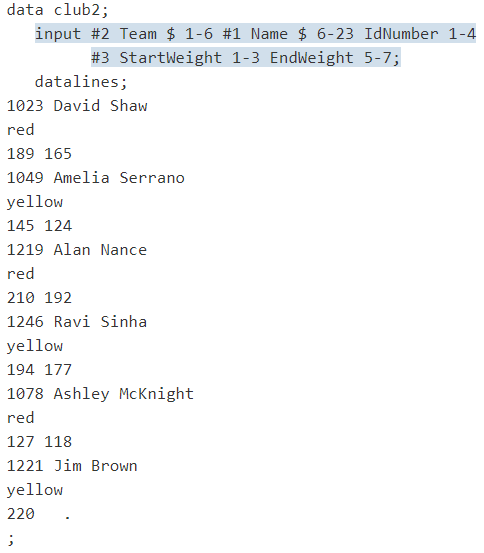 data club2;
input #2 Team $ 1-6 #1 Name $ 6-23 IdNumber 1-4
#3 StartWeight 1-3 EndWeight 5-7;
datalines;
1023 David Shaw
red
189 165
1049 Amelia Serrano
yellow
145 124
1219 Alan Nance
red
210 192
1246 Ravi Sinha
yellow
194 177
1078 Ashley McKnight
red
127 118
1221 Jim Brown
yellow
220   .
;